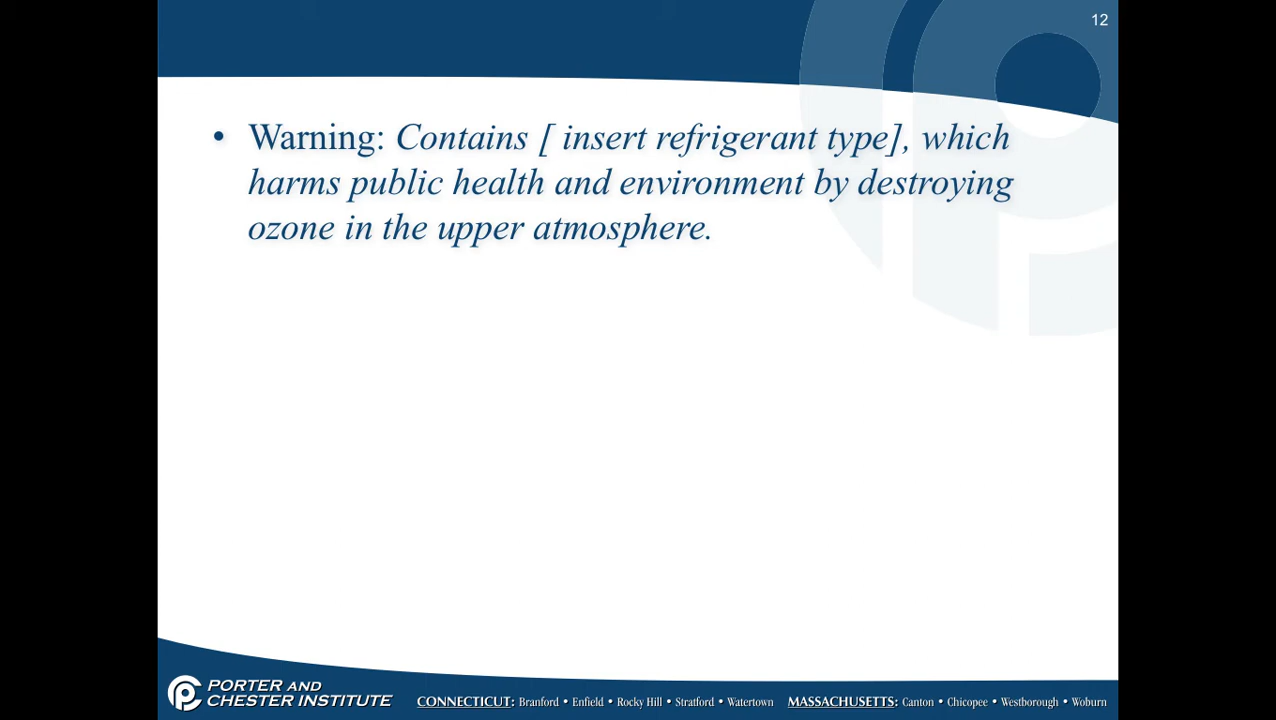 12
• Warning: Contains [ insert refrigerant type], which
harms public health and environment by destroying
ozone in the upper atmosphere.
PORTER AND
CHESTER INSTITUTE
CONNECTICUT: Branford • Enfield • Rocky Hill • Stratford • Watertown MASSACHUSETTS: Canton • Chicopee • Westborough • Woburn